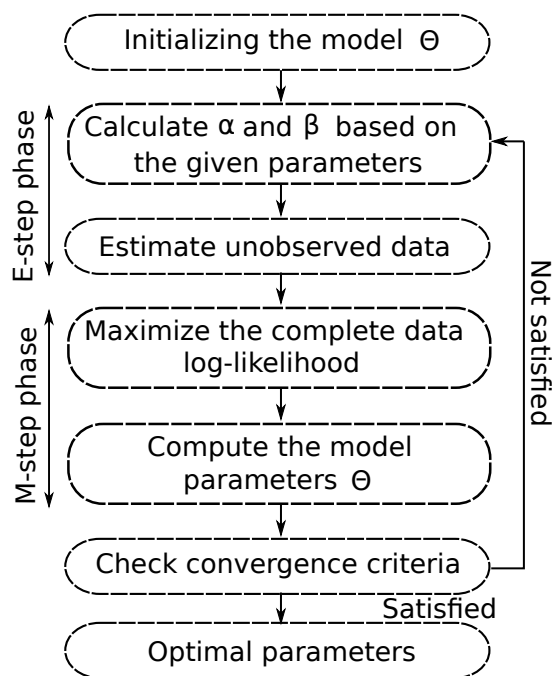 Initializing the model Θ
Calculate α and β based on
the given parameters
E-step phase
Estimate unobserved data
Maximize the complete data
log-likelihood
M-step phase
Compute the model
parameters Θ
Not satisfied
Check convergence criteria
Satisfied
Optimal parameters